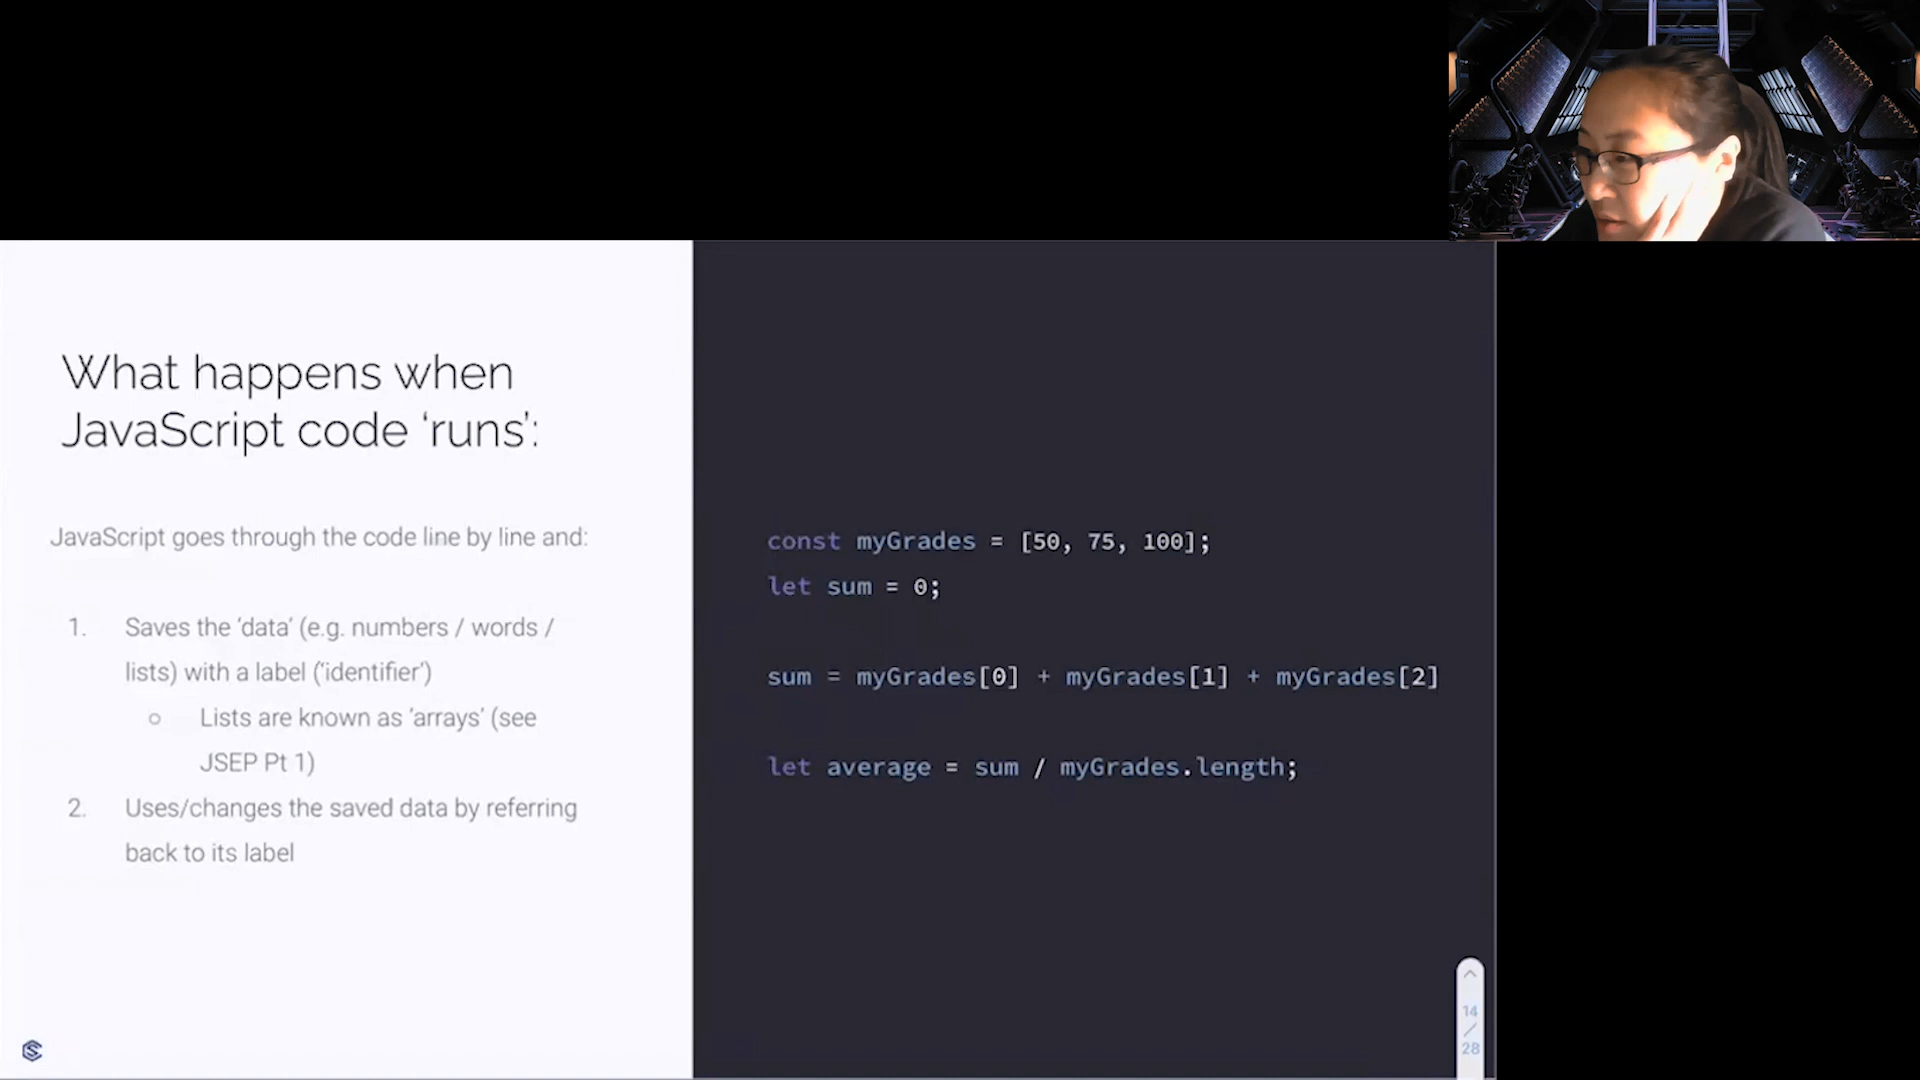 What happens when
JavaScript code ‘runs’:
JavaScript goes through the code line by line and:
1. Saves the ‘data’ (e.g. numbers / words /
lists) with a label (‘identifier’)
○ Lists are known as ‘arrays’ (see
JSEP Pt 1)
2. Uses/changes the saved data by referring
back to its label
const myGrades = [50, 75, 100];
let sum = 0;
sum = myGrades[0] + myGrades[1] + myGrades[2]
let average = sum / myGrades.length;
14
/
28